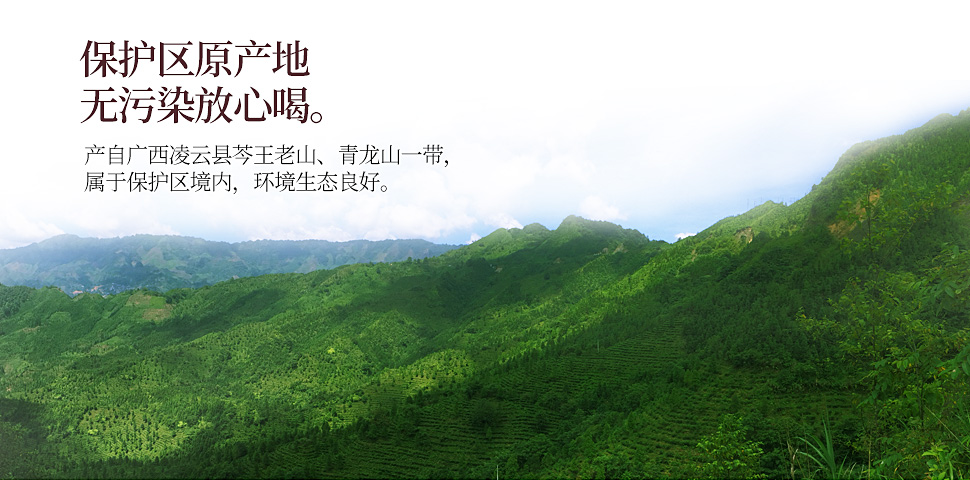 保护区原产地
无污染放心喝。
产自广西凌云县芩王老山、青龙山一带，
属于保护区境内，环境生态良好。